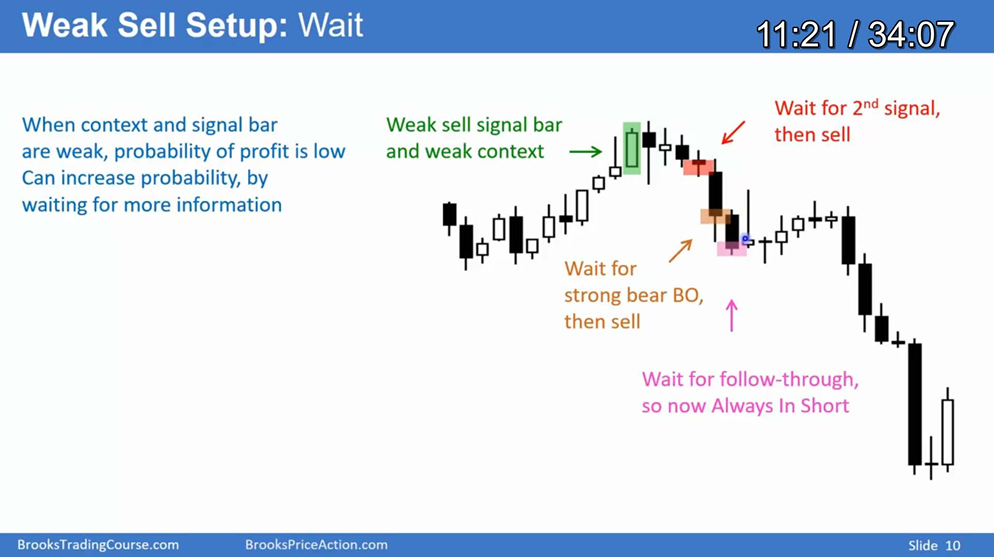 Weak Sell Setup: Wait
11:21 / 34:07
When context and signal bar
are weak, probability of profit is low
Can increase probability, by
waiting for more information
Weak sell signal bar
and weak context
Wait for 2nd signal,
then sell
Wait for
strong bear BO,
then sell
Wait for follow-through,
so now Always In Short
BrooksTradingCourse.com
BrooksPriceAction.com
Slide 10